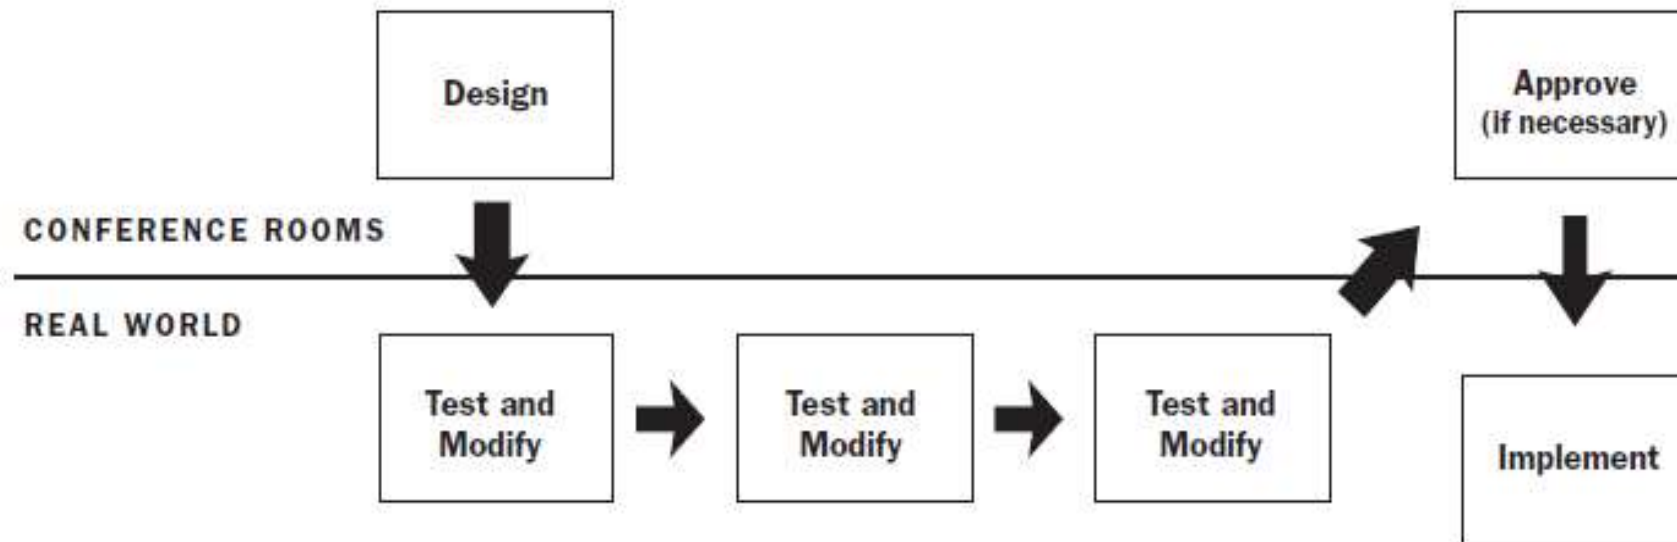 Design
Approve
(if necessary)
CONFERENCE ROOMS
REAL WORLD
Test and
Modify
Test and
Modify
Test and
Modify
Implement